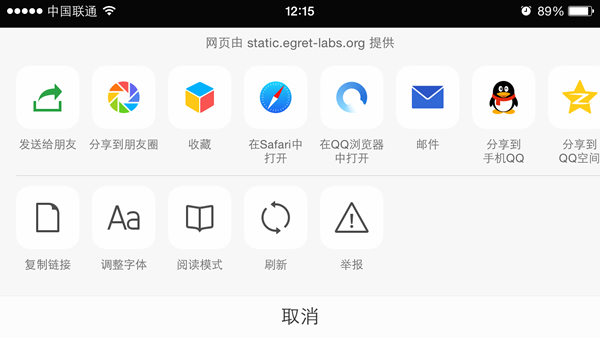 中国联通 12:15 89%
网页由 static.egret-labs.org 提供
发送给朋友 分享到朋友圈 收藏 在Safari中 在QQ浏览器 邮件 分享到 分享到
打开 中打开 手机QQ QQ空间
Aa
复制链接 调整字体 阅读模式 刷新 举报
取消